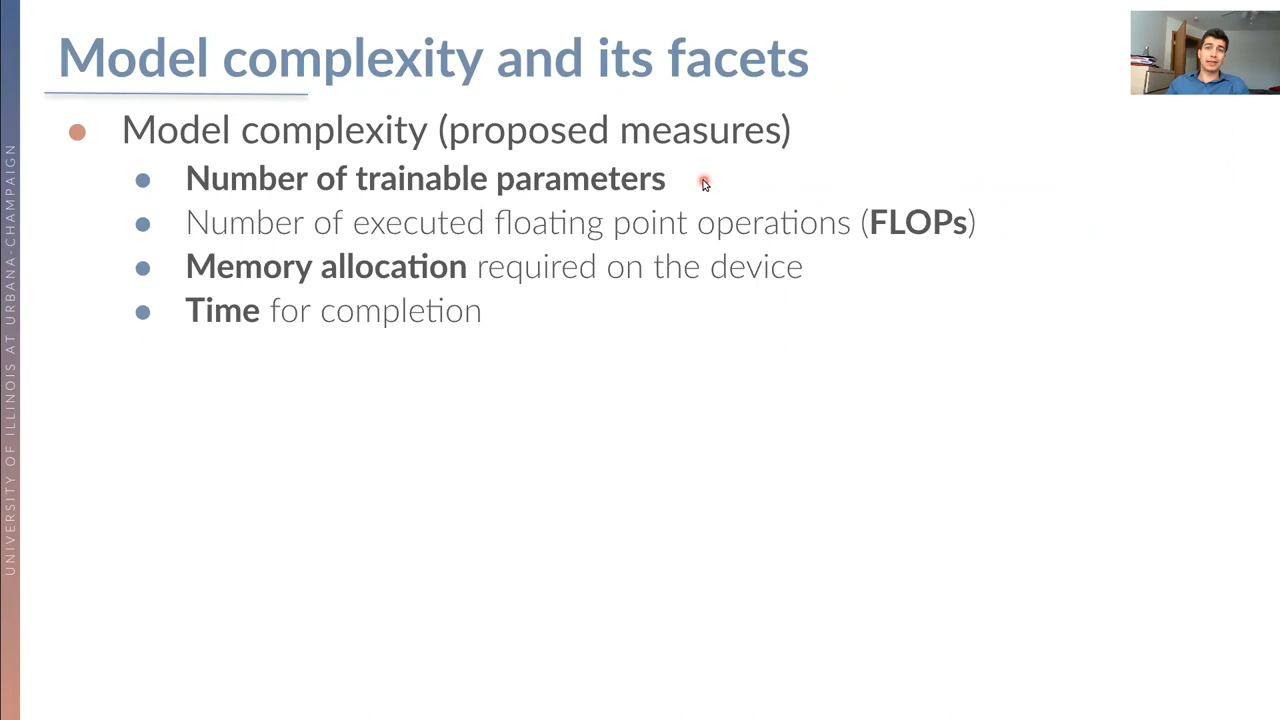 Model complexity and its facets
Model complexity (proposed measures)
Number of trainable parameters
Number of executed floating point operations (FLOPs)
Memory allocation required on the device
Time for completion
UNIVERSITY OF ILLINOIS AT URBANA-CHAMPAIGN